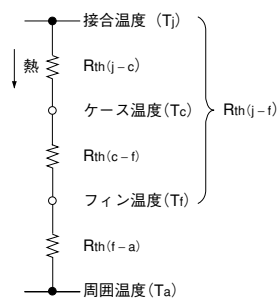 接合温度（Tj）
熱
Rth(j－c)
ケース温度(Tc)
Rth(j－f)
Rth(c－f)
フィン温度(Tf)
Rth(f－a)
周囲温度(Ta)